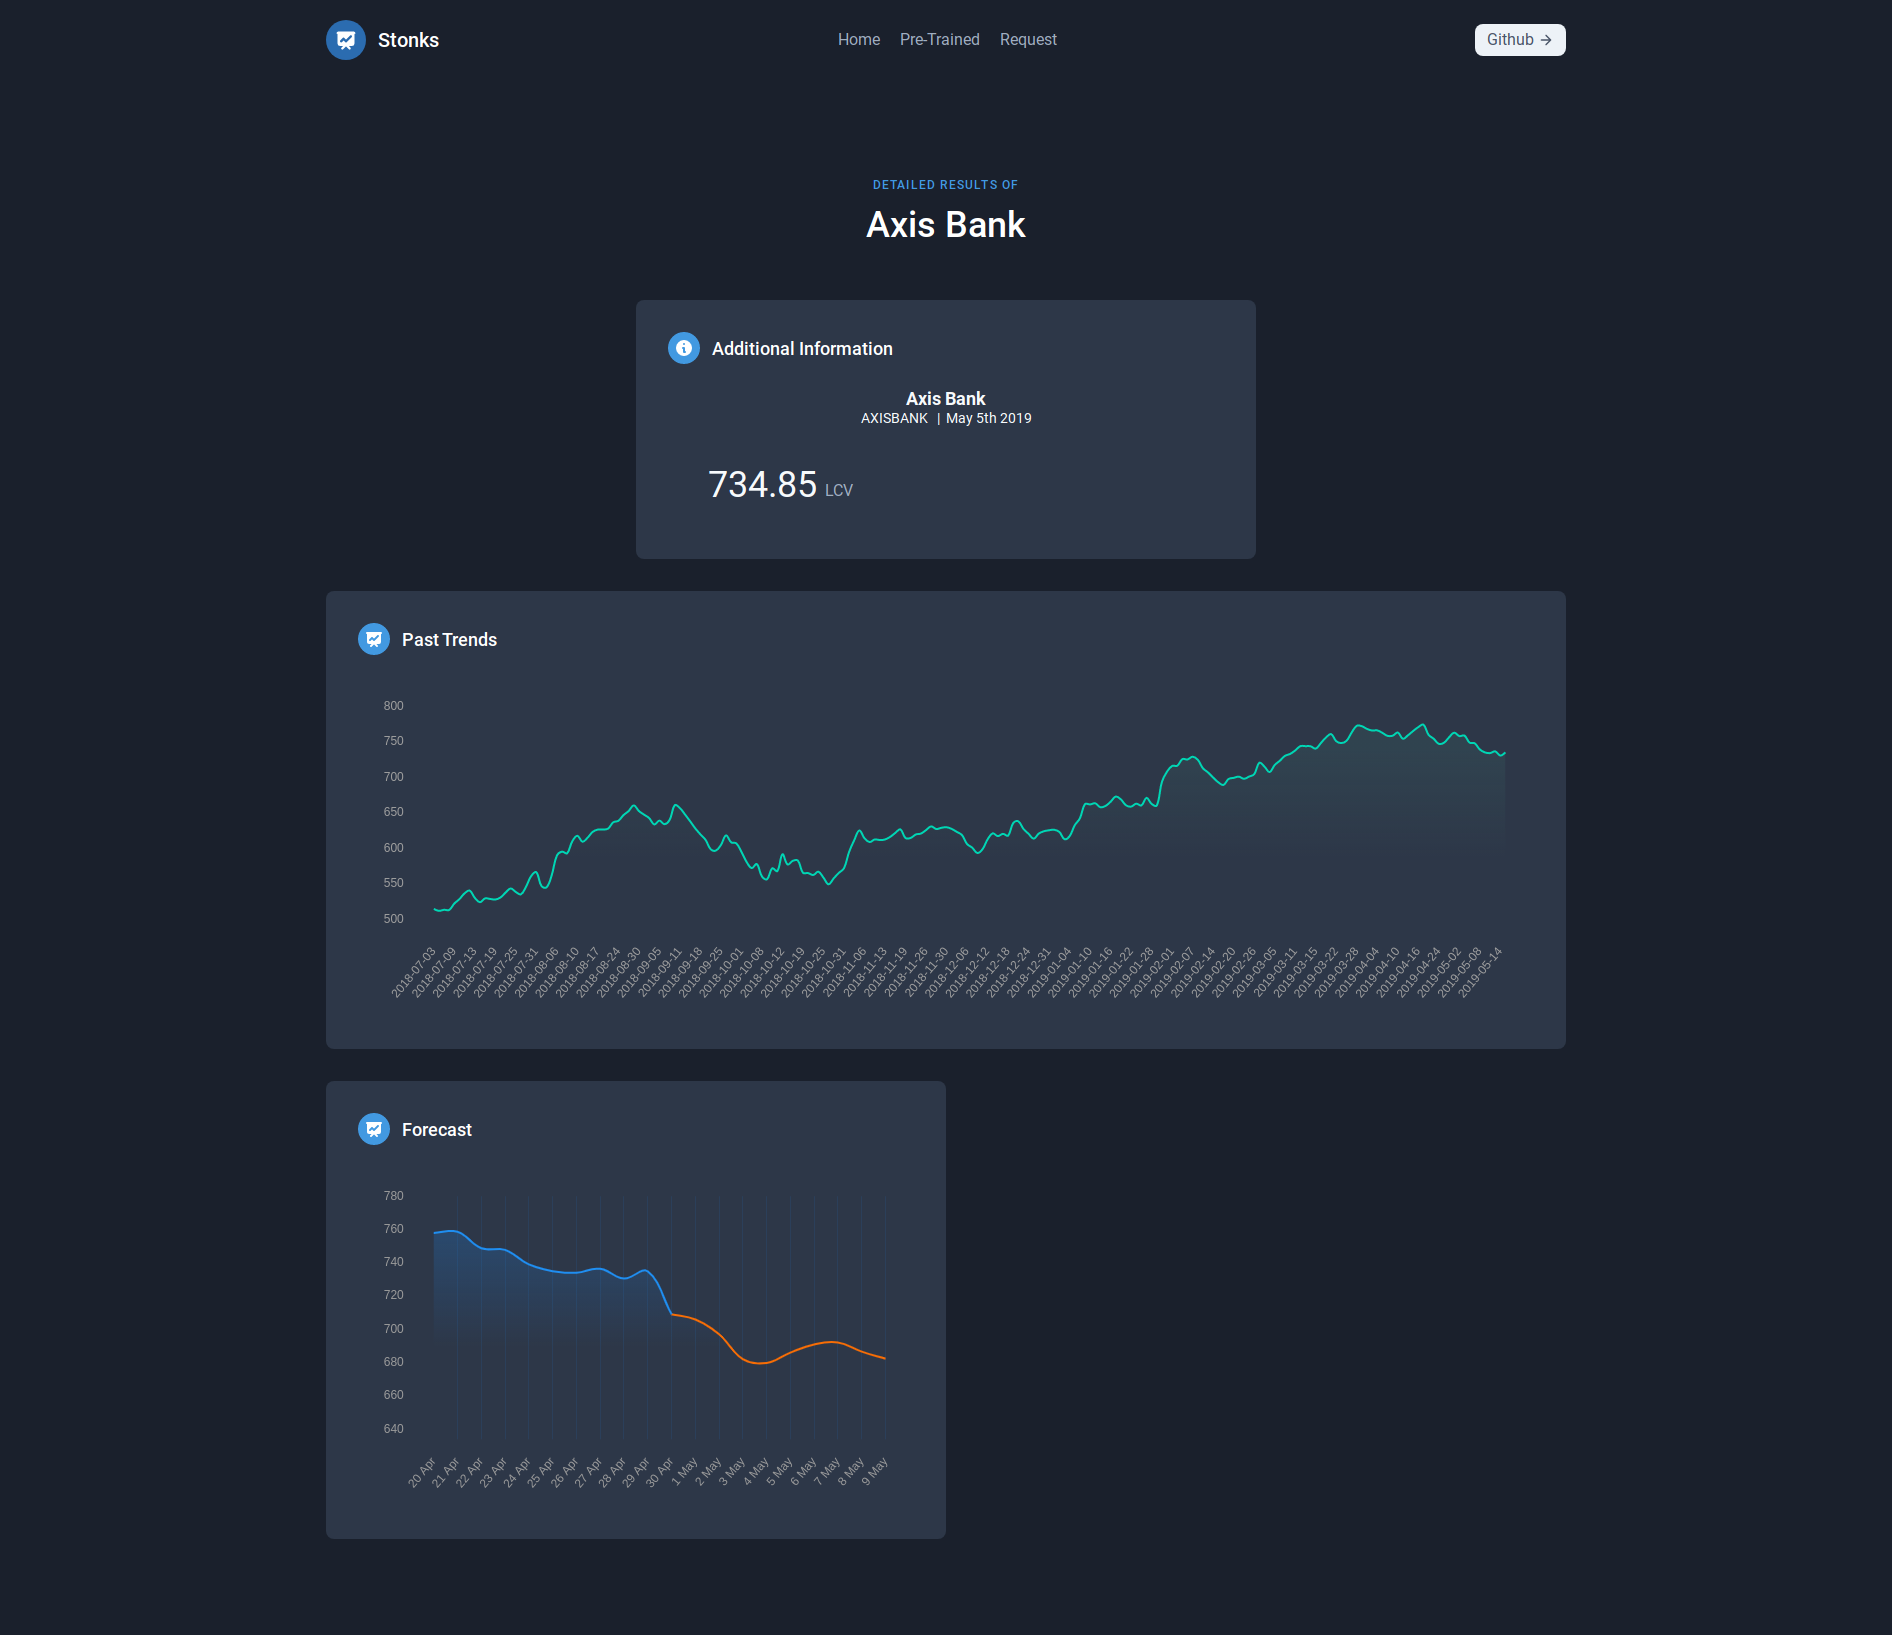 Stonks
Home Pre-Trained Request
Github
DETAILED RESULTS OF
Axis Bank
Additional Information
Axis Bank
AXISBANK | May 5th 2019
734.85 LCV
Past Trends
800
750
700
650
600
550
500
2018-07-03 2018-07-09 2018-07-13 2018-07-19 2018-07-25 2018-07-31 2018-08-06 2018-08-10 2018-08-17 2018-08-24 2018-08-30 2018-09-05 2018-09-11 2018-09-18 2018-09-25 2018-10-01 2018-10-08 2018-10-12 2018-10-19 2018-10-25 2018-10-31 2018-11-06 2018-11-13 2018-11-19 2018-11-26 2018-11-30 2018-12-06 2018-12-12 2018-12-18 2018-12-24 2018-12-31 2019-01-04 2019-01-10 2019-01-16 2019-01-22 2019-01-28 2019-02-01 2019-02-07 2019-02-14 2019-02-20 2019-02-26 2019-03-05 2019-03-11 2019-03-15 2019-03-22 2019-03-28 2019-04-04 2019-04-10 2019-04-16 2019-04-24 2019-05-02 2019-05-08 2019-05-14
Forecast
780
760
740
720
700
680
660
640
20 Apr 21 Apr 22 Apr 23 Apr 24 Apr 25 Apr 26 Apr 27 Apr 28 Apr 29 Apr 30 Apr 1 May 2 May 3 May 4 May 5 May 6 May 7 May 8 May 9 May